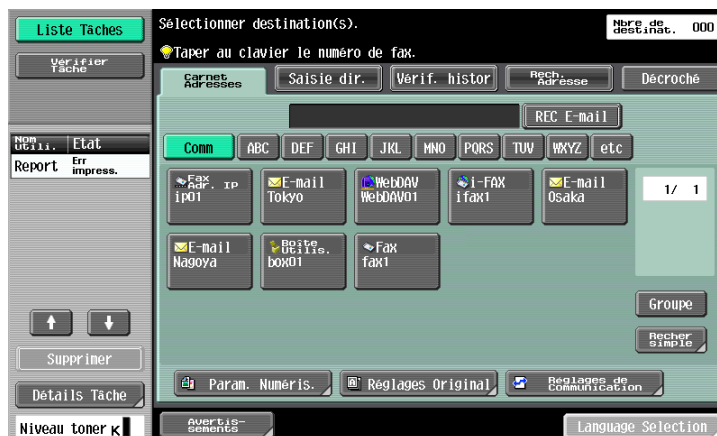 Liste Tâches
Vérifier
Tâche
Nom
utili.
Etat
Report
Err
impress.
Supprimer
Détails Tâche
Niveau toner K
Sélectionner destination(s).
Nbre de
destinat.
000
Taper au clavier le numéro de fax.
Carnet
Adresses
Saisie dir.
Vérif. histor
Rech.
Adresse
Décroché
REC E-mail
Comm
ABC
DEF
GHI
JKL
MNO
PQRS
TUV
WXYZ
etc
Fax
Adr. IP
ip01
E-mail
Tokyo
WebDAV
WebDAV01
i-FAX
ifax1
E-mail
Osaka
1/ 1
E-mail
Nagoya
Boîte
Utilis.
box01
Fax
fax1
Groupe
Recher
simple
Param. Numéris.
Réglages Original
Réglages de
Communication
Avertis-
sements
Language Selection